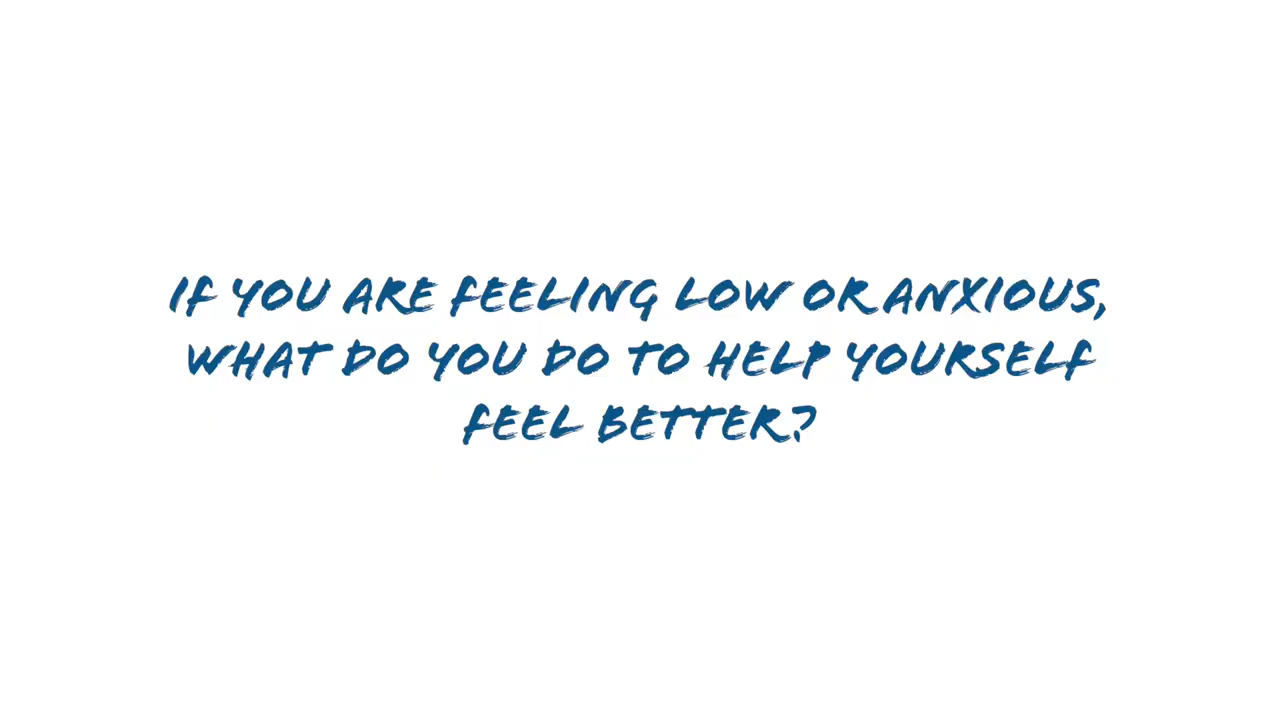 IF YOU ARE FEELING LOW OR ANXIOUS,
WHAT DO YOU DO TO HELP YOURSELF
FEEL BETTER?